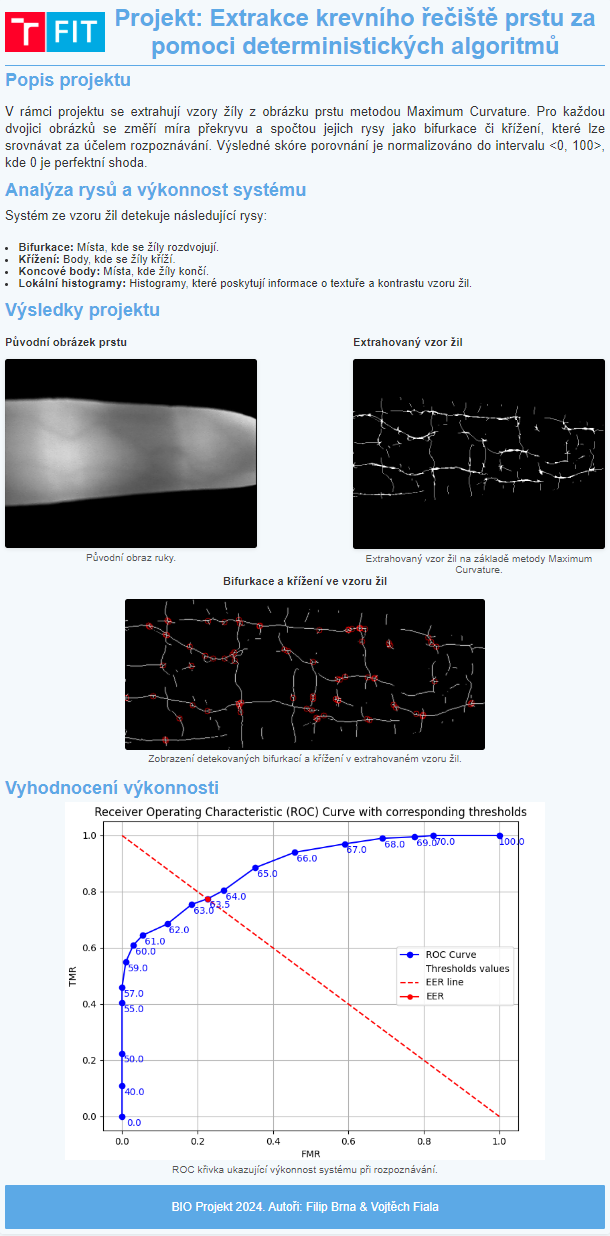 T FIT
Projekt: Extrakce krevního řečiště prstu za
pomoci deterministických algoritmů
Popis projektu
V rámci projektu se extrahují vzory žíly z obrázku prstu metodou Maximum Curvature. Pro každou
dvojici obrázků se změří míra překryvu a spočtou jejich rysy jako bifurkace či křížení, které lze
srovnávat za účelem rozpoznávání. Výsledné skóre porovnání je normalizováno do intervalu <0, 100>,
kde 0 je perfektní shoda.
Analýza rysů a výkonnost systému
Systém ze vzoru žil detekuje následující rysy:
• Bifurkace: Místa, kde se žíly rozdvojují.
• Křížení: Body, kde se žíly kříží.
• Koncové body: Místa, kde žíly končí.
• Lokální histogramy: Histogramy, které poskytují informace o textuře a kontrastu vzoru žil.
Výsledky projektu
Původní obrázek prstu
Extrahovaný vzor žil
Původní obraz ruky.
Extrahovaný vzor žil na základě metody Maximum
Curvature.
Bifurkace a křížení ve vzoru žil
Zobrazení detekovaných bifurkací a křížení v extrahovaném vzoru žil.
Vyhodnocení výkonnosti
Receiver Operating Characteristic (ROC) Curve with corresponding thresholds
TMR
1.0
0.8
0.6
0.4
0.2
0.0
100.0
70.0
69.0
68.0
67.0
66.0
65.0
64.0
63.5
63.0
62.0
61.0
60.0
59.0
57.0
55.0
50.0
40.0
0.0
ROC Curve
Thresholds values
EER line
EER
0.0 0.2 0.4 0.6 0.8 1.0
FMR
ROC křivka ukazující výkonnost systému při rozpoznávání.
BIO Projekt 2024. Autoři: Filip Brna & Vojtěch Fiala